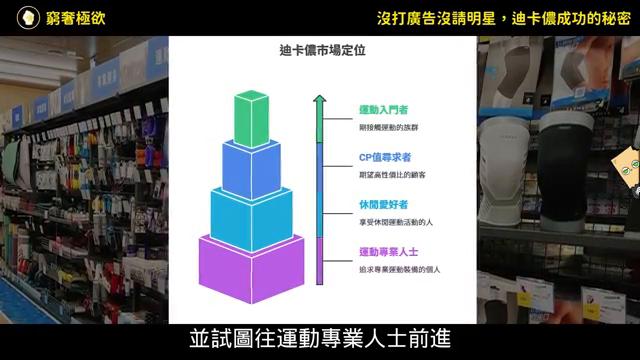 窮奢極欲
沒打廣告沒請明星，迪卡儂成功的秘密
迪卡儂市場定位
運動入門者
剛接觸運動的族群
CP值尋求者
期望高性價比的顧客
休閒愛好者
享受休閒運動活動的人
運動專業人士
追求專業運動裝備的個人
並試圖往運動專業人士前進